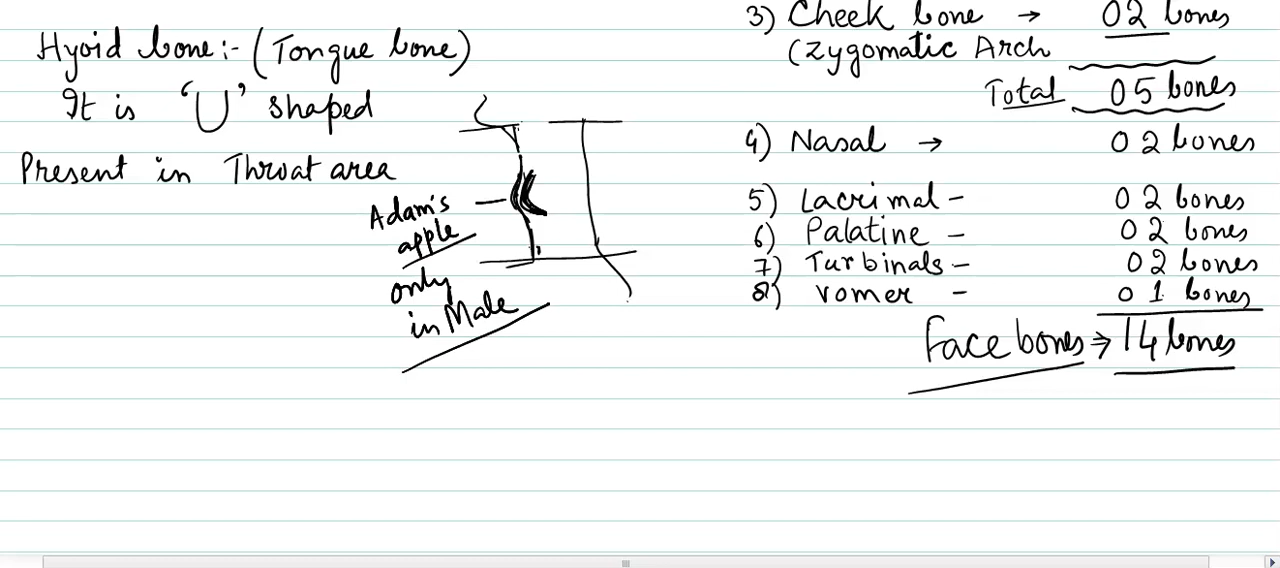 Hyoid bone:- (Tongue bone)
It is 'U' shaped
Present in Throat area
Adam's
apple
only
in Male
3) Cheek bone → 02 bones
(Zygomatic Arch
Total 05 bones
4) Nasal → 02 bones
5) Lacrimal - 02 bones
6) Palatine - 02 bones
7) Turbinals - 02 bones
8) vomer - 01 bones
Face bones ⇒ 14 bones